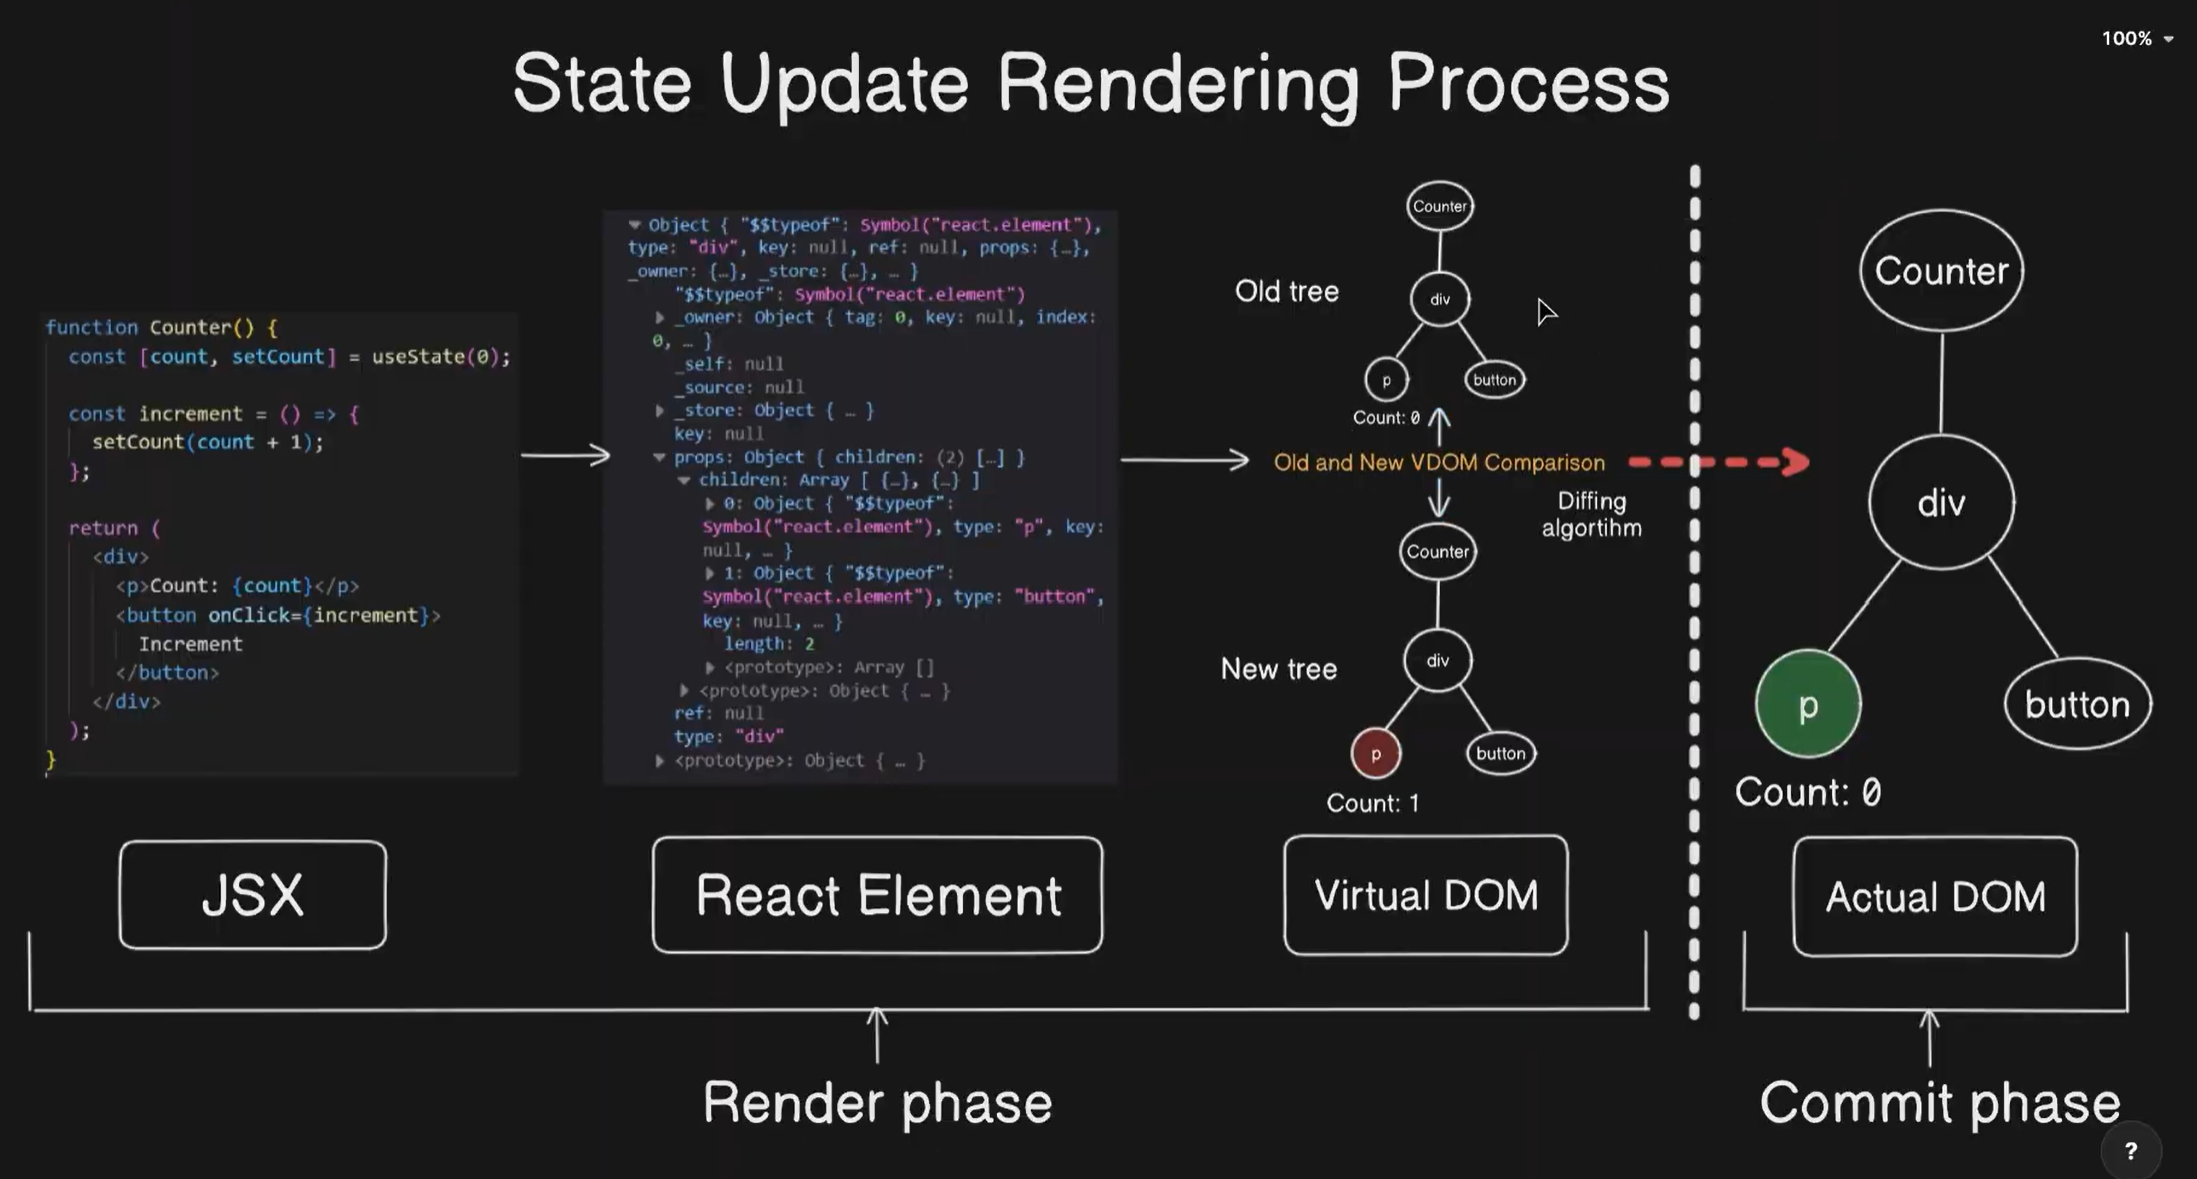 100%
State Update Rendering Process
function Counter() {
const [count, setCount] = useState(0);
const increment = () => {
setCount(count + 1);
};
return (
<div>
<p>Count: {count}</p>
<button onClick={increment}>
Increment
</button>
</div>
);
}
JSX
Object { "$$typeof": Symbol("react.element"),
type: "div", key: null, ref: null, props: {…},
_owner: {…}, _store: {…}, … }
"$$typeof": Symbol("react.element")
_owner: Object { tag: 0, key: null, index:
0, … }
_self: null
_source: null
_store: Object { … }
key: null
props: Object { children: (2) […] }
children: Array [ {…}, {…} ]
0: Object { "$$typeof":
Symbol("react.element"), type: "p", key:
null, … }
1: Object { "$$typeof":
Symbol("react.element"), type: "button",
key: null, … }
length: 2
<prototype>: Array []
<prototype>: Object { … }
ref: null
type: "div"
<prototype>: Object { … }
React Element
Old tree
Counter
div
p
button
Count: 0
Old and New VDOM Comparison
Diffing
algortihm
New tree
Counter
div
p
button
Count: 1
Virtual DOM
Counter
div
p
button
Count: 0
Actual DOM
Render phase
Commit phase
?